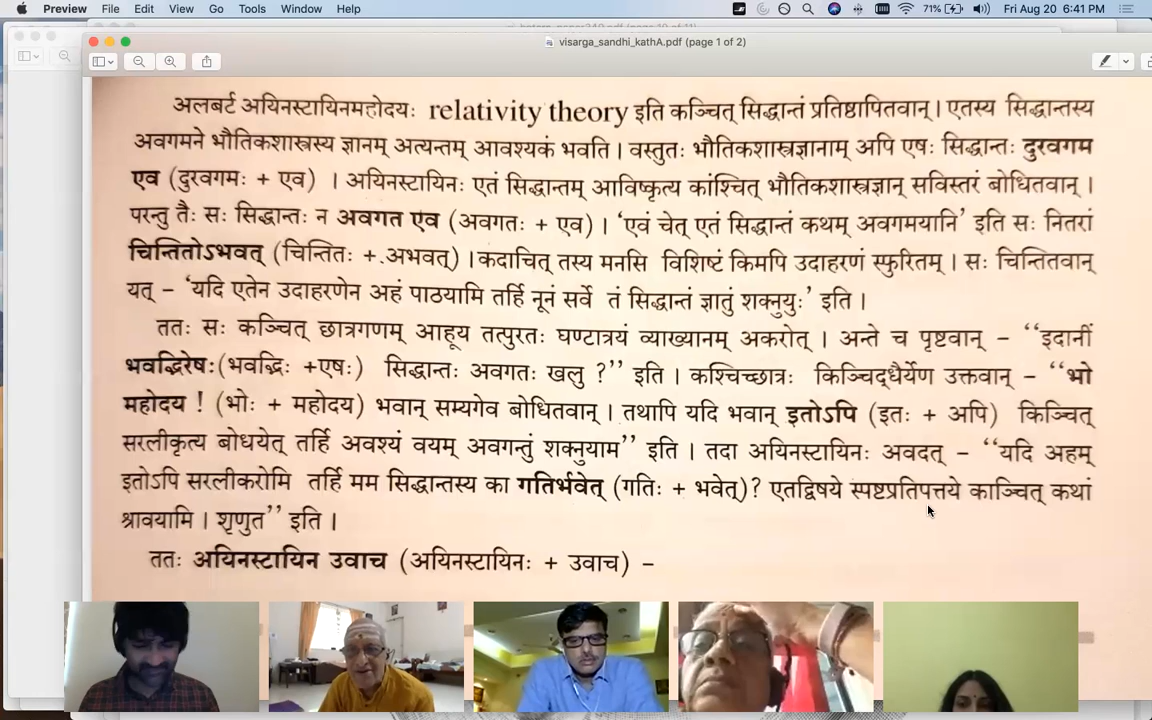 Preview File Edit View Go Tools Window Help 71% Fri Aug 20 6:41 PM
visarga_sandhi_kathA.pdf (page 1 of 2)
अलबर्ट अयिनस्टायिनमहोदयः relativity theory इति कञ्चित् सिद्धान्तं प्रतिष्ठापितवान् । एतस्य सिद्धान्तस्य
अवगमने भौतिकशास्त्रस्य ज्ञानम् अत्यन्तम् आवश्यकं भवति । वस्तुतः भौतिकशास्त्रज्ञानाम् अपि एषः सिद्धान्तः दुरवगम
एव (दुरवगमः + एव) । अयिनस्टायिनः एतं सिद्धान्तम् आविष्कृत्य कांश्चित् भौतिकशास्त्रज्ञान् सविस्तरं बोधितवान् ।
परन्तु तैः सः सिद्धान्तः न अवगत एव (अवगतः + एव) । ‘एवं चेत् एतं सिद्धान्तं कथम् अवगमयानि’ इति सः नितरां
चिन्तितोऽभवत् (चिन्तितः +.अभवत्) । कदाचित् तस्य मनसि विशिष्टं किमपि उदाहरणं स्फुरितम् । सः चिन्तितवान्
यत् – ‘यदि एतेन उदाहरणेन अहं पाठयामि तर्हि नूनं सर्वे तं सिद्धान्तं ज्ञातुं शक्नुयुः’ इति ।
ततः सः कञ्चित् छात्रगणम् आहूय तत्पुरतः घण्टात्रयं व्याख्यानम् अकरोत् । अन्ते च पृष्टवान् – ‘‘इदानीं
भवद्भिरेषः(भवद्भिः +एषः) सिद्धान्तः अवगतः खलु ?’’ इति । कश्चिच्छात्रः किञ्चिद्धैर्येण उक्तवान् – ‘‘भो
महोदय ! (भोः + महोदय) भवान् सम्यगेव बोधितवान् । तथापि यदि भवान् इतोऽपि (इतः + अपि) किञ्चित्
सरलीकृत्य बोधयेत् तर्हि अवश्यं वयम् अवगन्तुं शक्नुयाम’’ इति । तदा अयिनस्टायिनः अवदत् – ‘‘यदि अहम्
इतोऽपि सरलीकरोमि तर्हि मम सिद्धान्तस्य का गतिर्भवेत् (गतिः + भवेत्)? एतद्विषये स्पष्टप्रतिपत्तये काञ्चित् कथां
श्रावयामि । शृणुत’’ इति ।
ततः अयिनस्टायिन उवाच (अयिनस्टायिनः + उवाच) –